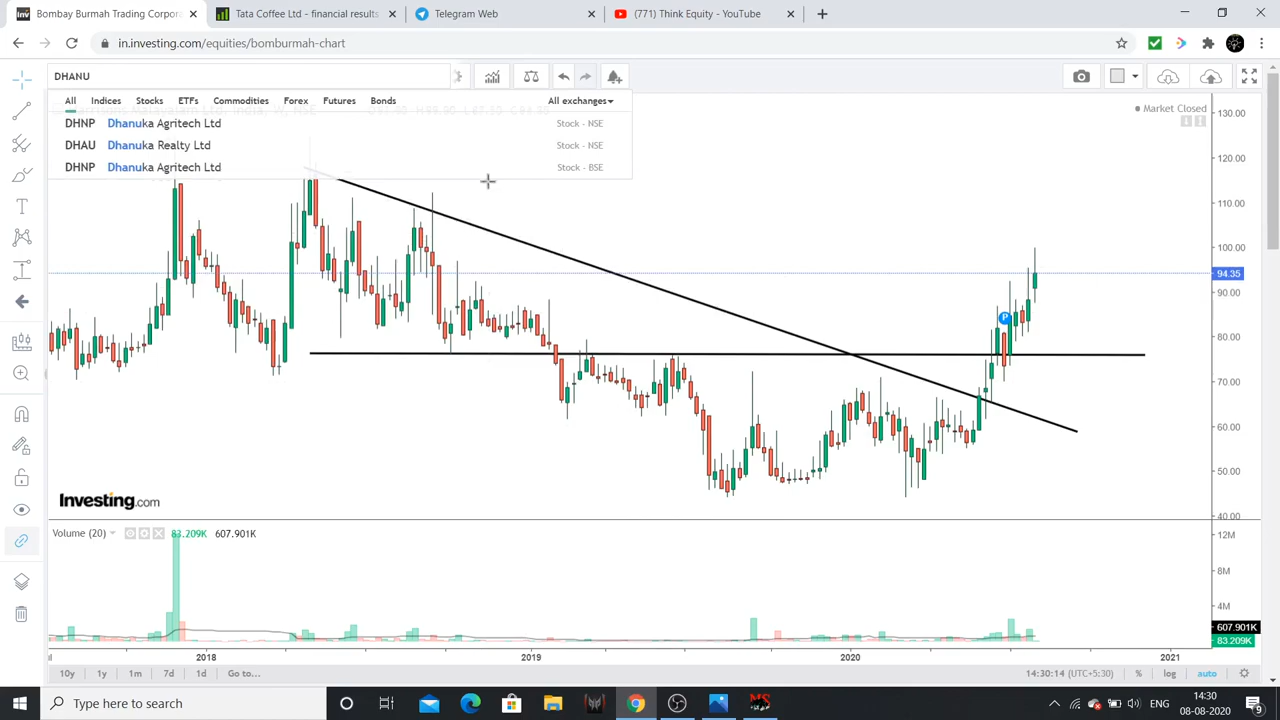 Bombay Burmah Trading Corporat
Tata Coffee Ltd - financial results
Telegram Web
(771) Think Equity - YouTube
in.investing.com/equities/bomburmah-chart
DHANU
All Indices Stocks ETFs Commodities Forex Futures Bonds All exchanges
DHNP Dhanuka Agritech Ltd Stock - NSE
DHAU Dhanuka Realty Ltd Stock - NSE
DHNP Dhanuka Agritech Ltd Stock - BSE
Market Closed
130.00
120.00
110.00
100.00
94.35
90.00
80.00
70.00
60.00
50.00
40.00
P
Investing.com
Volume (20) 83.209K 607.901K
12M
8M
4M
607.901K
83.209K
2018 2019 2020 2021
10y 1y 1m 7d 1d Go to... 14:30:14 (UTC+5:30) % log auto
Type here to search
ENG
14:30
08-08-2020
9